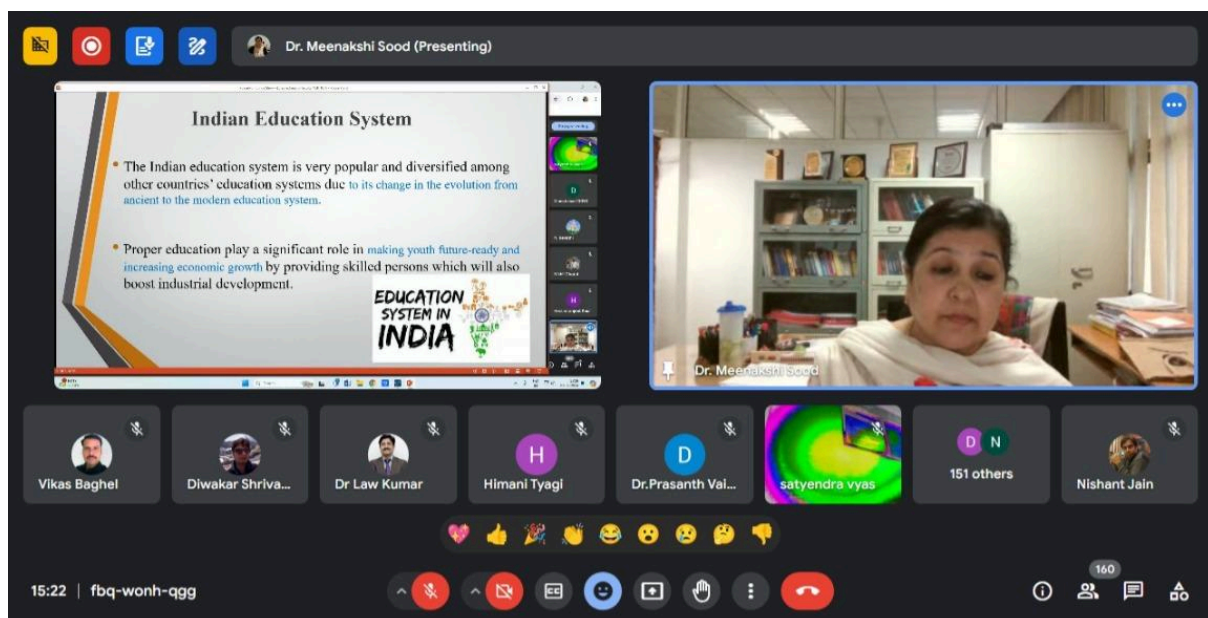 Dr. Meenakshi Sood (Presenting)
Indian Education System
The Indian education system is very popular and diversified among
other countries' education systems due to its change in the evolution from
ancient to the modern education system.
Proper education play a significant role in making youth future-ready and
increasing economic growth by providing skilled persons which will also
boost industrial development.
EDUCATION
SYSTEM IN
INDIA
D
H
Dr. Meenakshi Sood
Vikas Baghel
Diwakar Shriva...
Dr Law Kumar
H
Himani Tyagi
D
Dr.Prasanth Vai...
satyendra vyas
D N
151 others
Nishant Jain
15:22 | fbq-wonh-qgg
CC
160